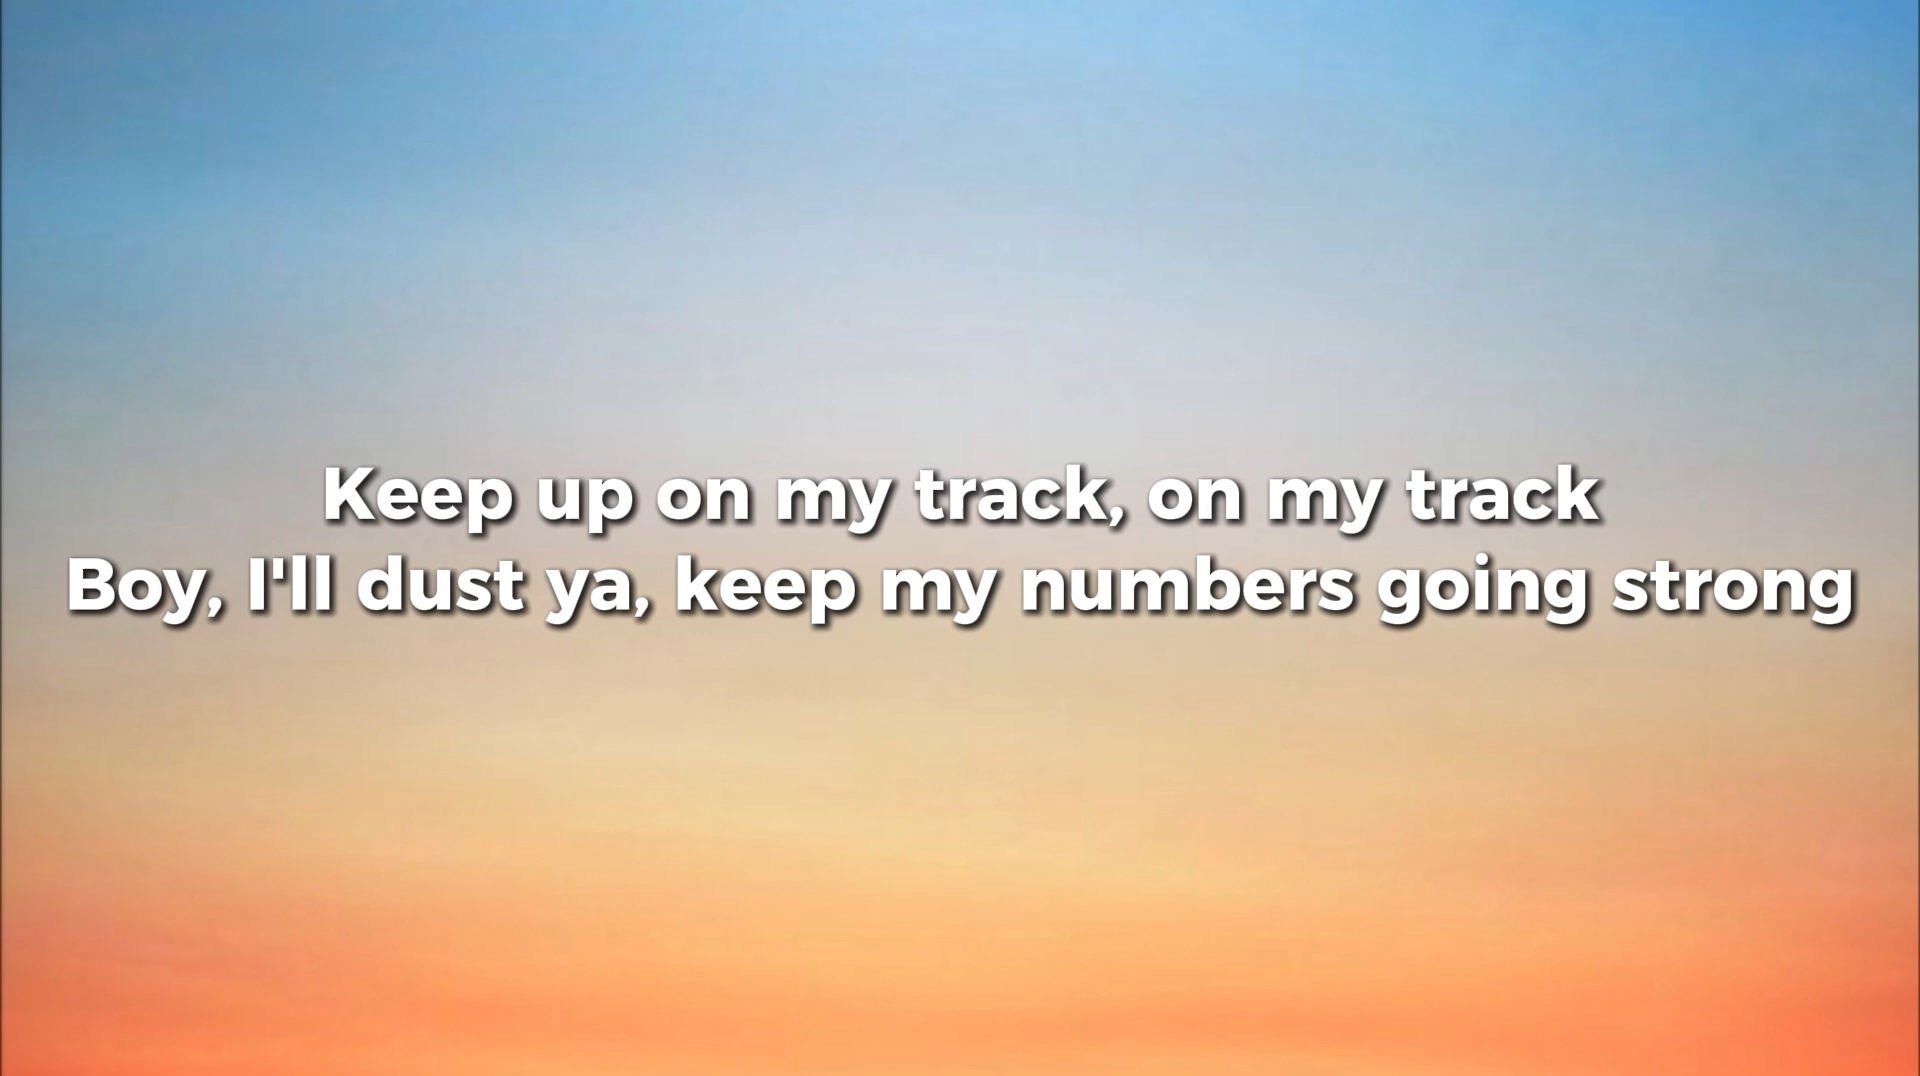 Keep up on my track, on my track
Boy, I'll dust ya, keep my numbers going strong